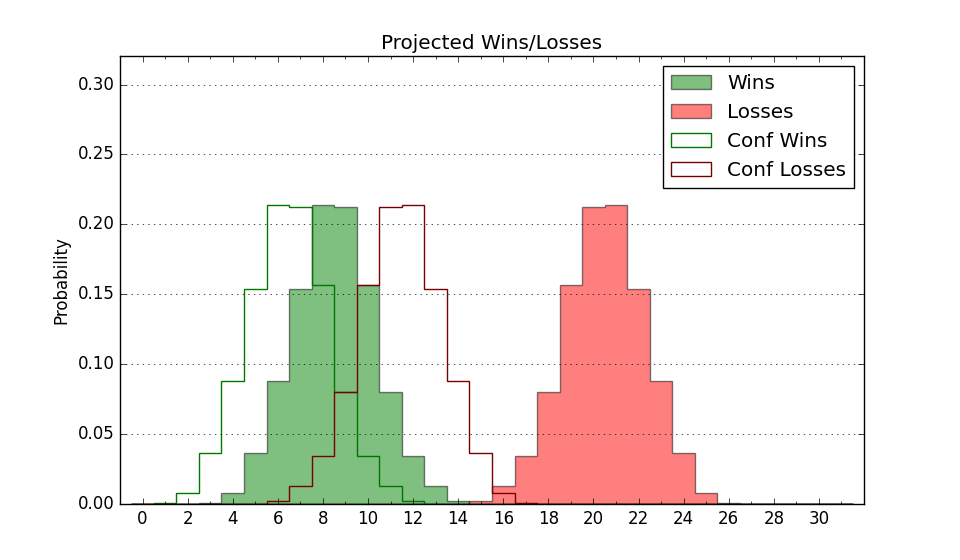 Projected Wins/Losses
Wins
Losses
Conf Wins
Conf Losses
Probability
0.30
0.25
0.20
0.15
0.10
0.05
0.00
0 2 4 6 8 10 12 14 16 18 20 22 24 26 28 30